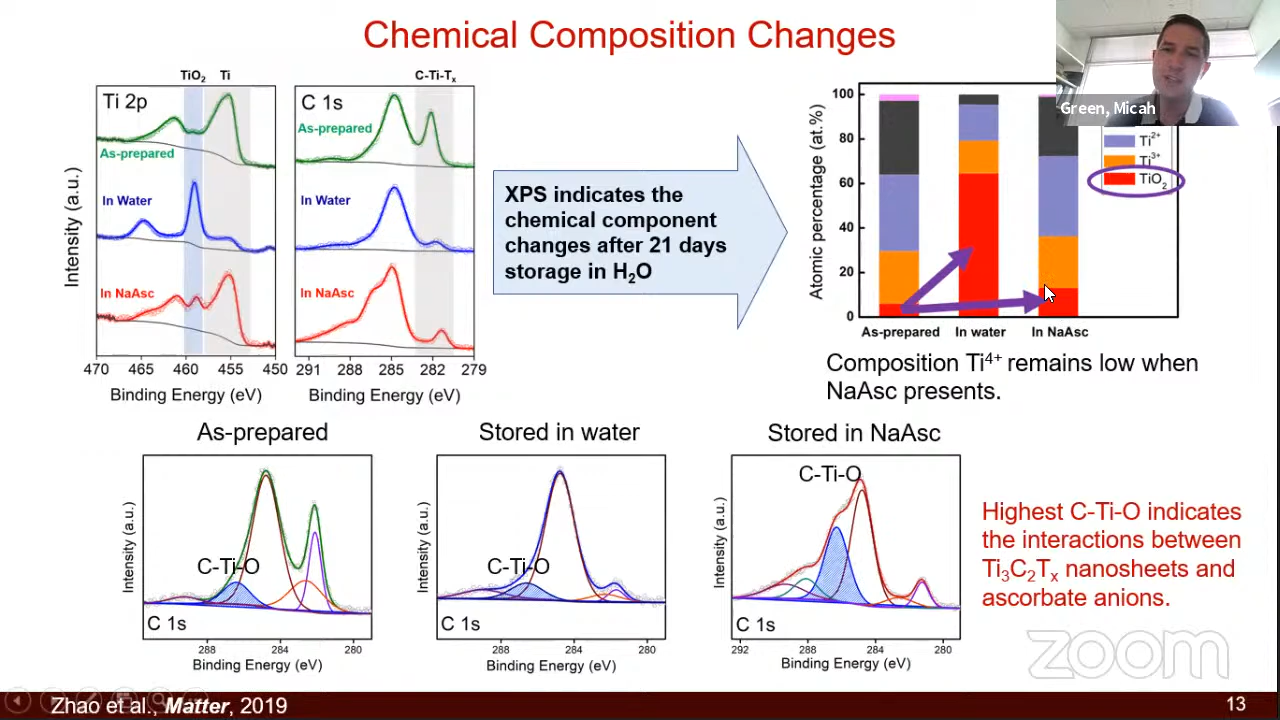 Chemical Composition Changes
Green, Micah
TiO2 Ti
Ti 2p
As-prepared
In Water
In NaAsc
Intensity (a.u.)
470 465 460 455 450
Binding Energy (eV)
C-Ti-Tx
C 1s
As-prepared
In Water
In NaAsc
291 288 285 282 279
Binding Energy (eV)
XPS indicates the
chemical component
changes after 21 days
storage in H2O
Atomic percentage (at.%)
100
80
60
40
20
0
As-prepared In water In NaAsc
Ti2+
Ti3+
TiO2
Composition Ti4+ remains low when
NaAsc presents.
As-prepared
Intensity (a.u.)
C-Ti-O
C 1s
288 284 280
Binding Energy (eV)
Stored in water
Intensity (a.u.)
C-Ti-O
C 1s
288 284 280
Binding Energy (eV)
Stored in NaAsc
Intensity (a.u.)
C-Ti-O
C 1s
292 288 284 280
Binding Energy (eV)
Highest C-Ti-O indicates
the interactions between
Ti3C2Tx nanosheets and
ascorbate anions.
zoom
Zhao et al., Matter, 2019
13